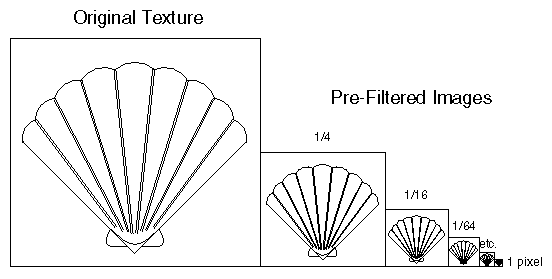 Original Texture
Pre-Filtered Images
1/4
1/16
1/64
etc.
1 pixel